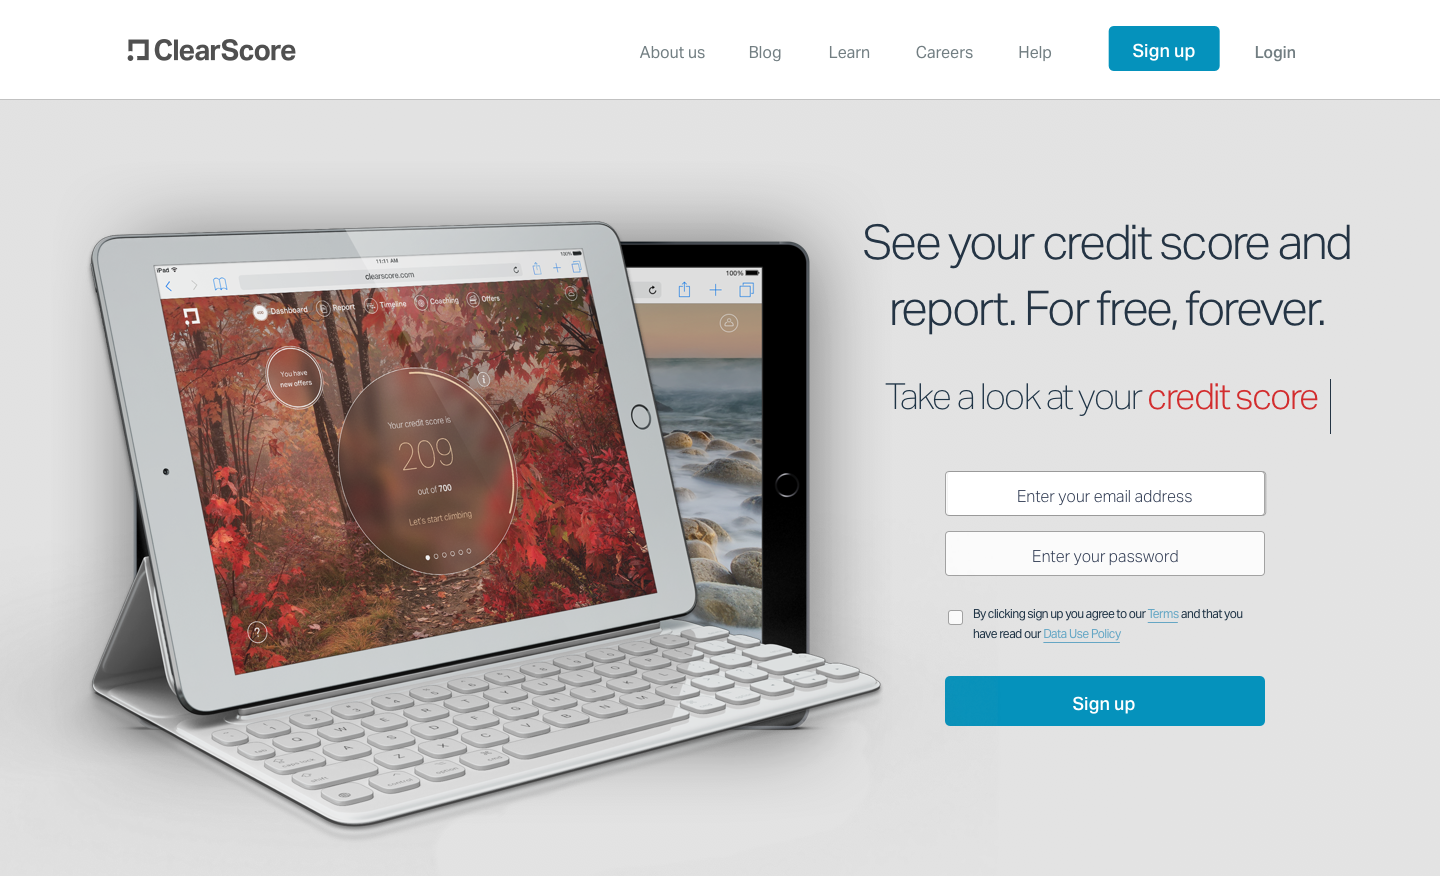 ClearScore
About us
Blog
Learn
Careers
Help
Sign up
Login
See your credit score and
report. For free, forever.
Take a look at your credit score
Enter your email address
Enter your password
By clicking sign up you agree to our Terms and that you
have read our Data Use Policy
Sign up
iPad
11:11 AM
100%
clearscore.com
Dashboard
Report
Timeline
Coaching
Offers
You have
new offers
i
Your credit score is
209
out of 700
Let's start climbing
?
100%